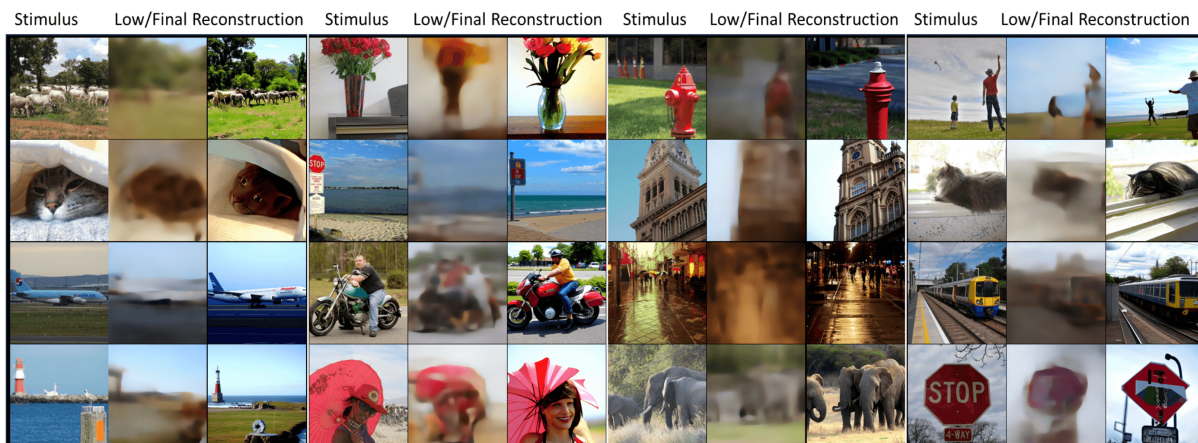 Stimulus Low/Final Reconstruction Stimulus Low/Final Reconstruction Stimulus Low/Final Reconstruction Stimulus Low/Final Reconstruction
STOP
STOP
4-WAY